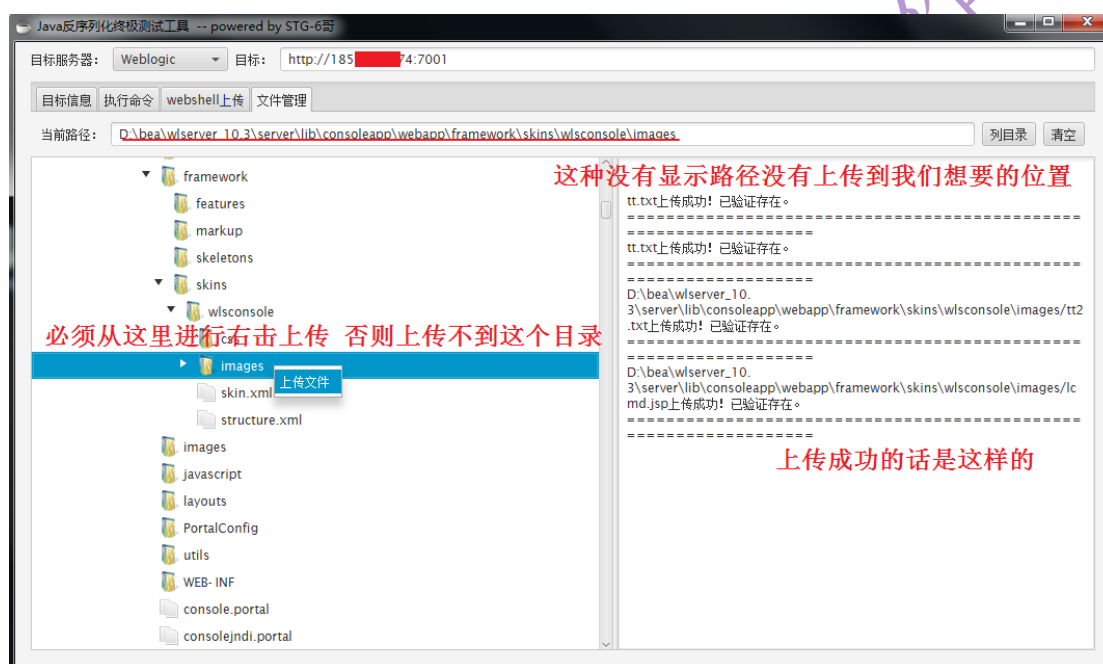 Java反序列化终极测试工具 -- powered by STG-6哥
目标服务器： Weblogic 目标： http://185 74:7001
目标信息 执行命令 webshell上传 文件管理
当前路径： D:\bea\wlserver_10.3\server\lib\consoleapp\webapp\framework\skins\wlsconsole\images 列目录 清空
framework
features
markup
skeletons
skins
wlsconsole
css
images
上传文件
skin.xml
structure.xml
images
javascript
layouts
PortalConfig
utils
WEB-INF
console.portal
consolejndi.portal
必须从这里进行右击上传 否则上传不到这个目录
这种没有显示路径没有上传到我们想要的位置
tt.txt上传成功！已验证存在。
==============================================
===================
tt.txt上传成功！已验证存在。
==============================================
===================
D:\bea\wlserver_10.
3\server\lib\consoleapp\webapp\framework\skins\wlsconsole\images/tt2
.txt上传成功！已验证存在。
==============================================
===================
D:\bea\wlserver_10.
3\server\lib\consoleapp\webapp\framework\skins\wlsconsole\images/lc
md.jsp上传成功！已验证存在。
==============================================
===================
上传成功的话是这样的